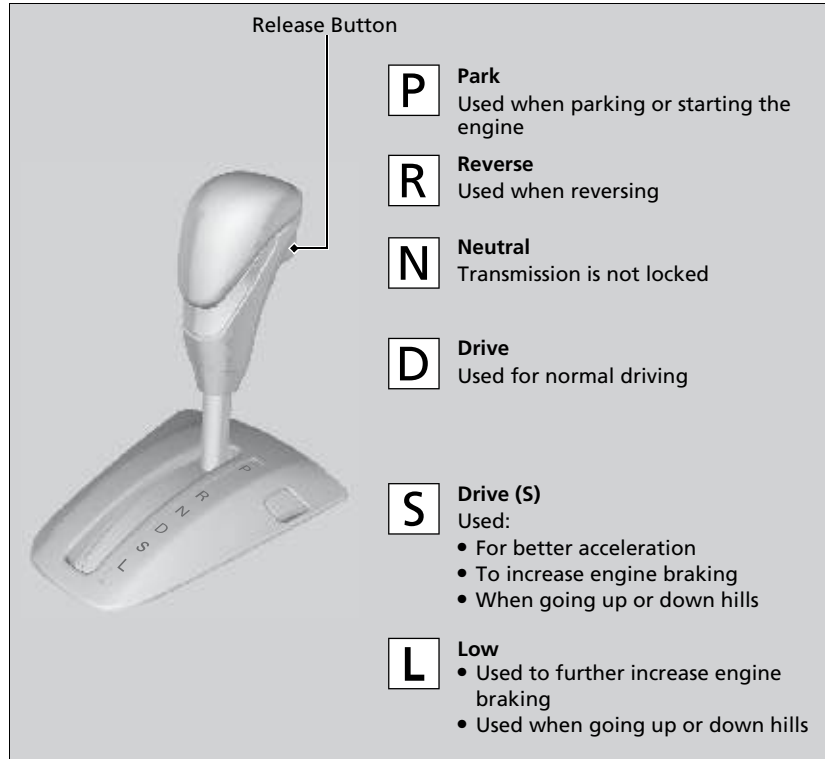 Release Button
P
Park
Used when parking or starting the
engine
R
Reverse
Used when reversing
N
Neutral
Transmission is not locked
D
Drive
Used for normal driving
S
Drive (S)
Used:
• For better acceleration
• To increase engine braking
• When going up or down hills
L
Low
• Used to further increase engine
braking
• Used when going up or down hills
P
R
N
D
S
L